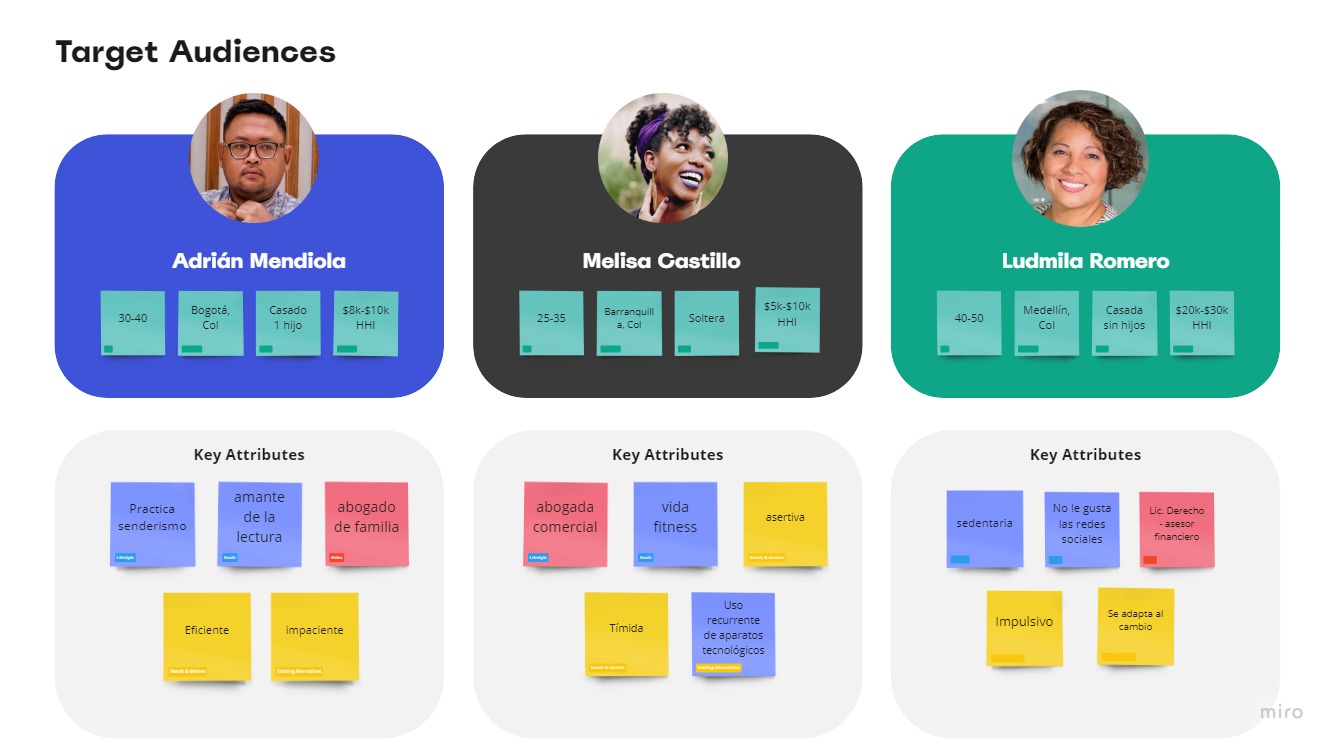 Target Audiences
Adrián Mendiola
30-40
Bogotá,
Col
Casado
1 hijo
$8k-$10k
HHI
Melisa Castillo
25-35
Barranquill
a, Col
Soltera
$5k-$10k
HHI
Ludmila Romero
40-50
Medellín,
Col
Casada
sin hijos
$20k-$30k
HHI
Key Attributes
Practica
senderismo
amante
de la
lectura
abogado
de familia
Eficiente
impaciente
Key Attributes
abogada
comercial
vida
fitness
asertiva
Tímida
Uso
recurrente
de aparatos
tecnológicos
Key Attributes
sedentaria
No le gusta
las redes
sociales
Lic. Derecho
- asesor
financiero
Impulsivo
Se adapta al
cambio
miro